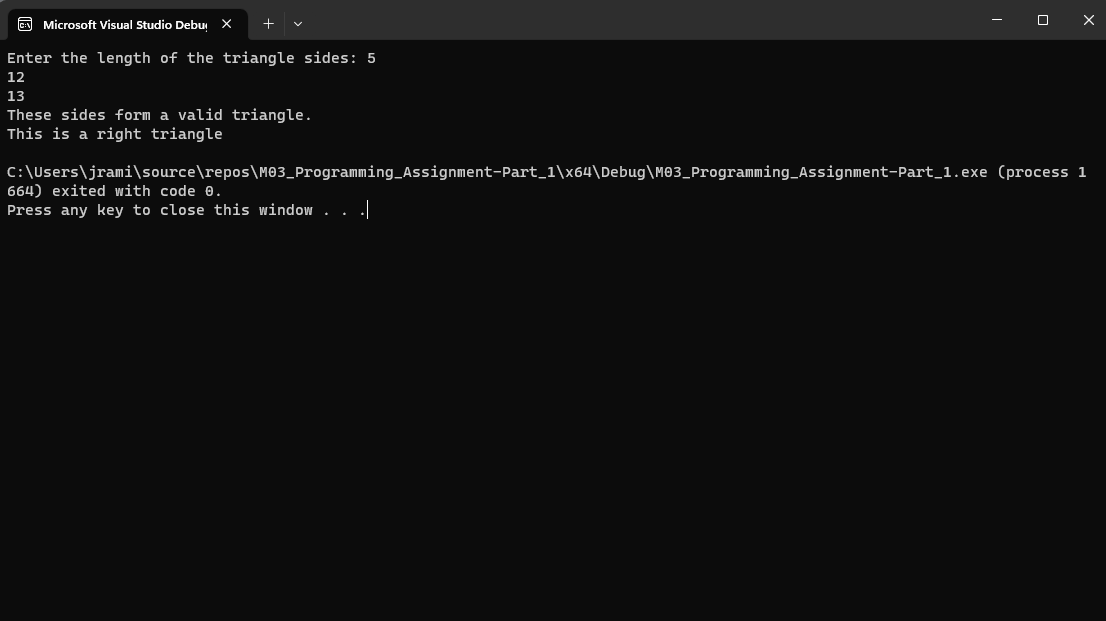 Microsoft Visual Studio Debu
Enter the length of the triangle sides: 5
12
13
These sides form a valid triangle.
This is a right triangle
C:\Users\jrami\source\repos\M03_Programming_Assignment-Part_1\x64\Debug\M03_Programming_Assignment-Part_1.exe (process 1
664) exited with code 0.
Press any key to close this window . . .